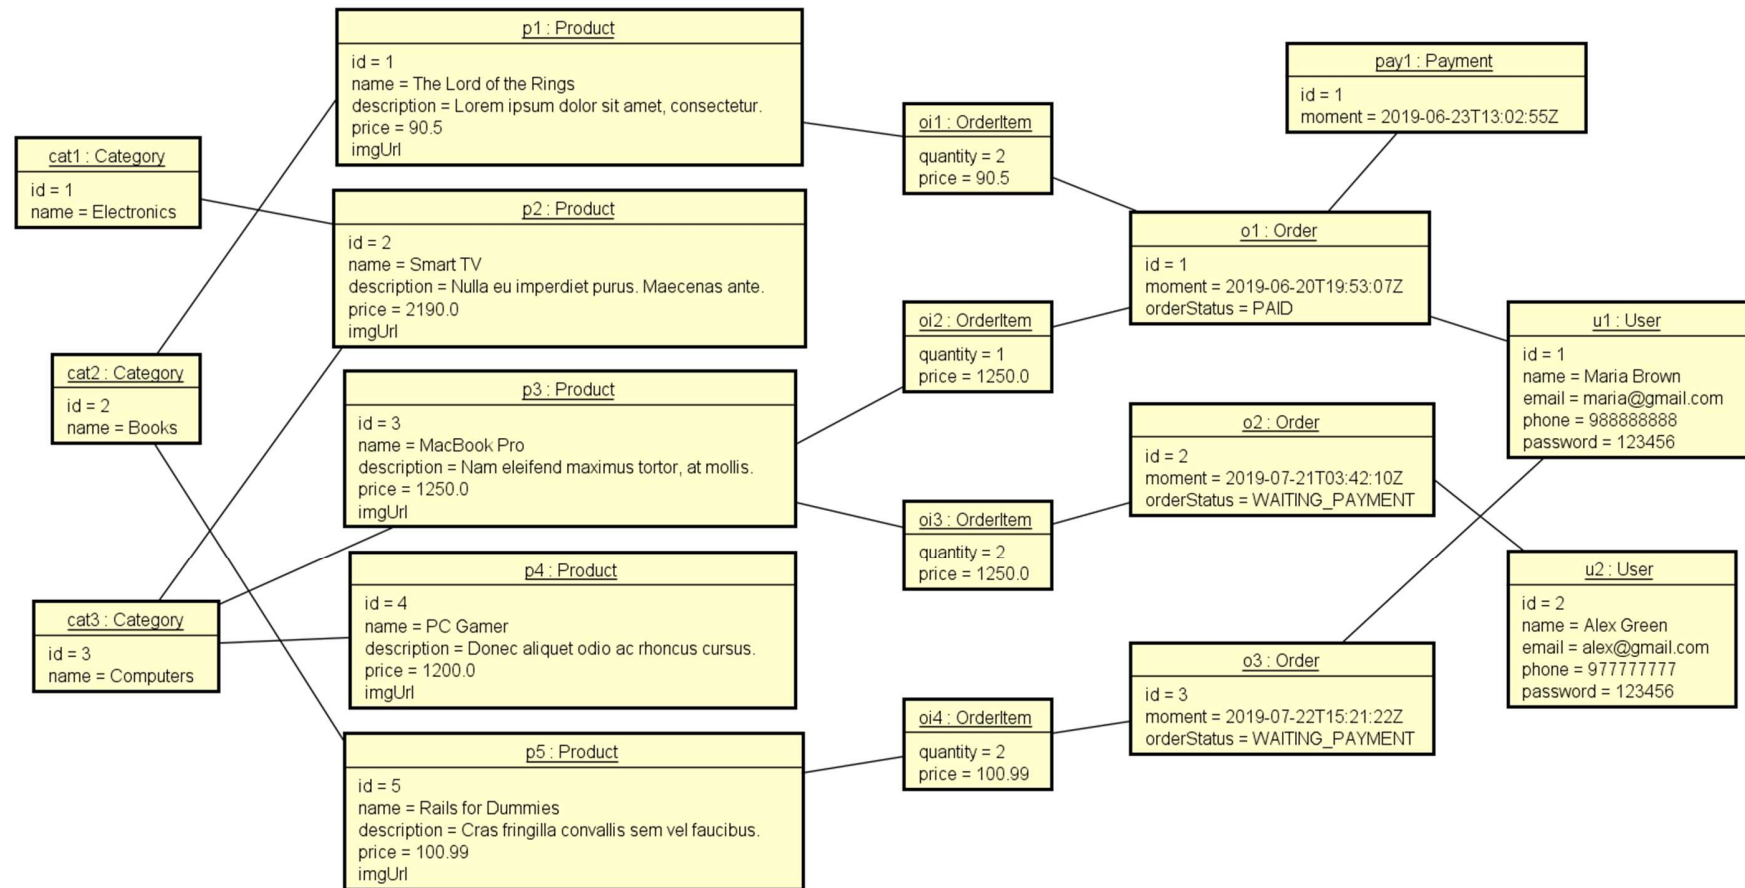 cat1 : Category
id = 1
name = Electronics
cat2 : Category
id = 2
name = Books
cat3 : Category
id = 3
name = Computers
p1 : Product
id = 1
name = The Lord of the Rings
description = Lorem ipsum dolor sit amet, consectetur.
price = 90.5
imgUrl
p2 : Product
id = 2
name = Smart TV
description = Nulla eu imperdiet purus. Maecenas ante.
price = 2190.0
imgUrl
p3 : Product
id = 3
name = MacBook Pro
description = Nam eleifend maximus tortor, at mollis.
price = 1250.0
imgUrl
p4 : Product
id = 4
name = PC Gamer
description = Donec aliquet odio ac rhoncus cursus.
price = 1200.0
imgUrl
p5 : Product
id = 5
name = Rails for Dummies
description = Cras fringilla convallis sem vel faucibus.
price = 100.99
imgUrl
oi1 : OrderItem
quantity = 2
price = 90.5
oi2 : OrderItem
quantity = 1
price = 1250.0
oi3 : OrderItem
quantity = 2
price = 1250.0
oi4 : OrderItem
quantity = 2
price = 100.99
pay1 : Payment
id = 1
moment = 2019-06-23T13:02:55Z
o1 : Order
id = 1
moment = 2019-06-20T19:53:07Z
orderStatus = PAID
o2 : Order
id = 2
moment = 2019-07-21T03:42:10Z
orderStatus = WAITING_PAYMENT
o3 : Order
id = 3
moment = 2019-07-22T15:21:22Z
orderStatus = WAITING_PAYMENT
u1 : User
id = 1
name = Maria Brown
email = maria@gmail.com
phone = 988888888
password = 123456
u2 : User
id = 2
name = Alex Green
email = alex@gmail.com
phone = 977777777
password = 123456